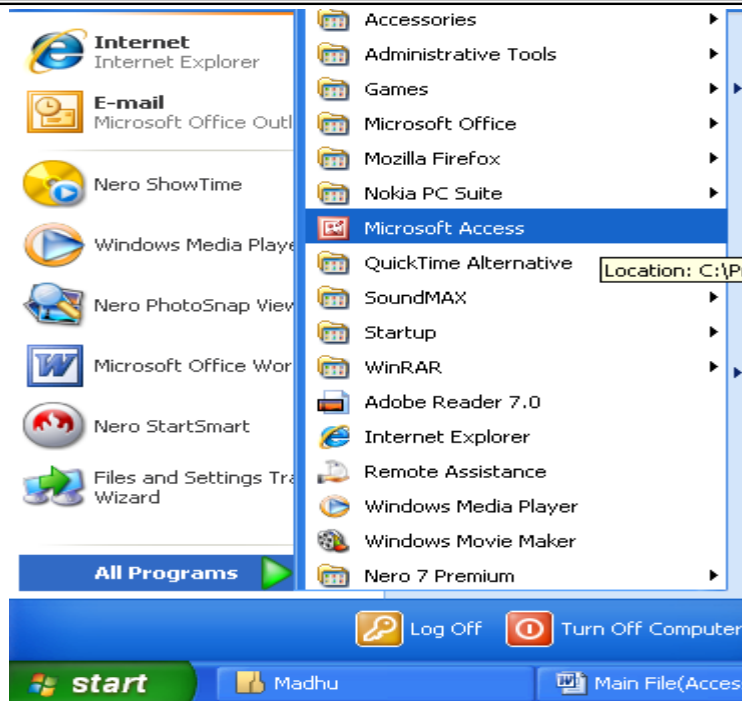 Internet
Internet Explorer
E-mail
Microsoft Office Outl
Nero ShowTime
Windows Media Playe
Nero PhotoSnap View
Microsoft Office Wor
Nero StartSmart
Files and Settings Tra
Wizard
All Programs
Accessories
Administrative Tools
Games
Microsoft Office
Mozilla Firefox
Nokia PC Suite
Microsoft Access
QuickTime Alternative
Location: C:\P
SoundMAX
Startup
WinRAR
Adobe Reader 7.0
Internet Explorer
Remote Assistance
Windows Media Player
Windows Movie Maker
Nero 7 Premium
Log Off
Turn Off Computer
start
Madhu
Main File(Acces